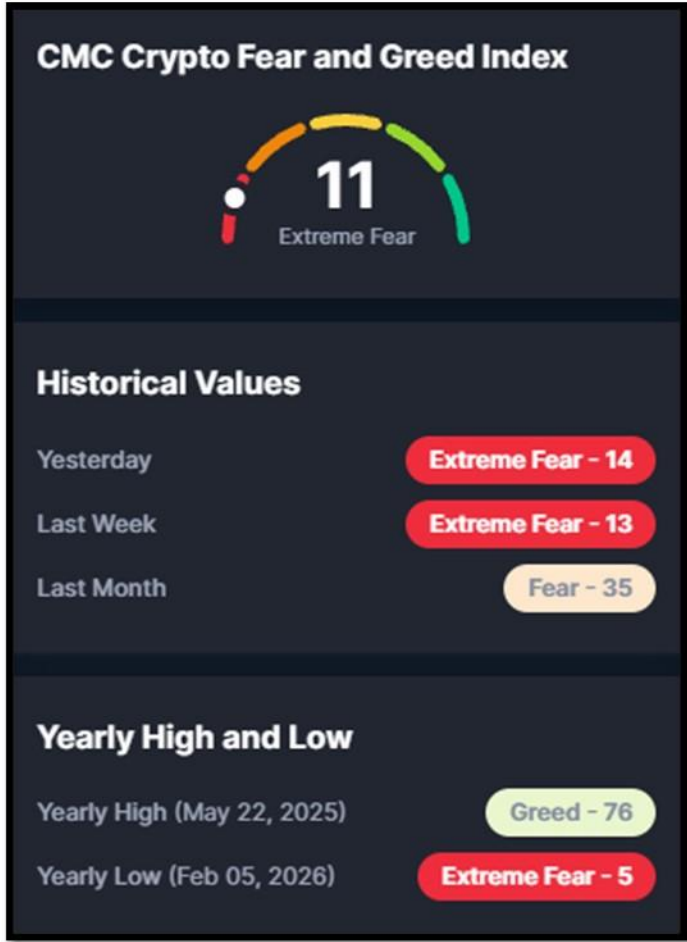 CMC Crypto Fear and Greed Index
11
Extreme Fear
Historical Values
Yesterday Extreme Fear - 14
Last Week Extreme Fear - 13
Last Month Fear - 35
Yearly High and Low
Yearly High (May 22, 2025) Greed - 76
Yearly Low (Feb 05, 2026) Extreme Fear - 5